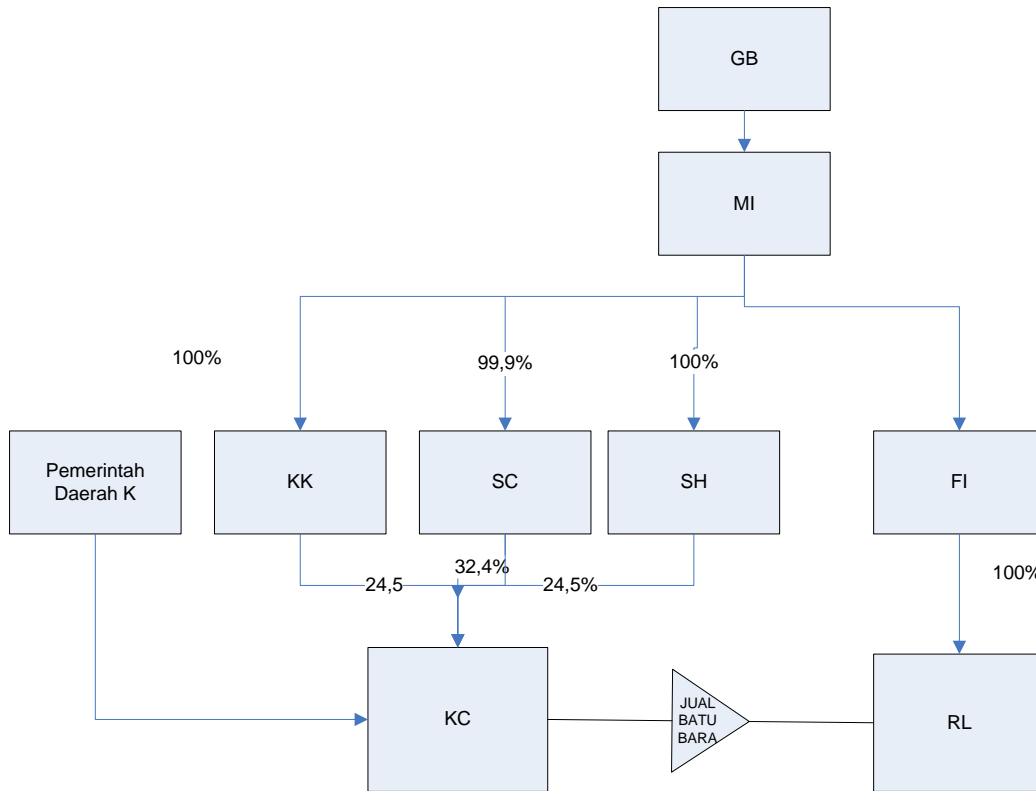 GB
MI
100%
99,9%
100%
Pemerintah
Daerah K
KK
SC
SH
FI
24,5
32,4%
24,5%
100%
KC
JUAL
BATU
BARA
RL